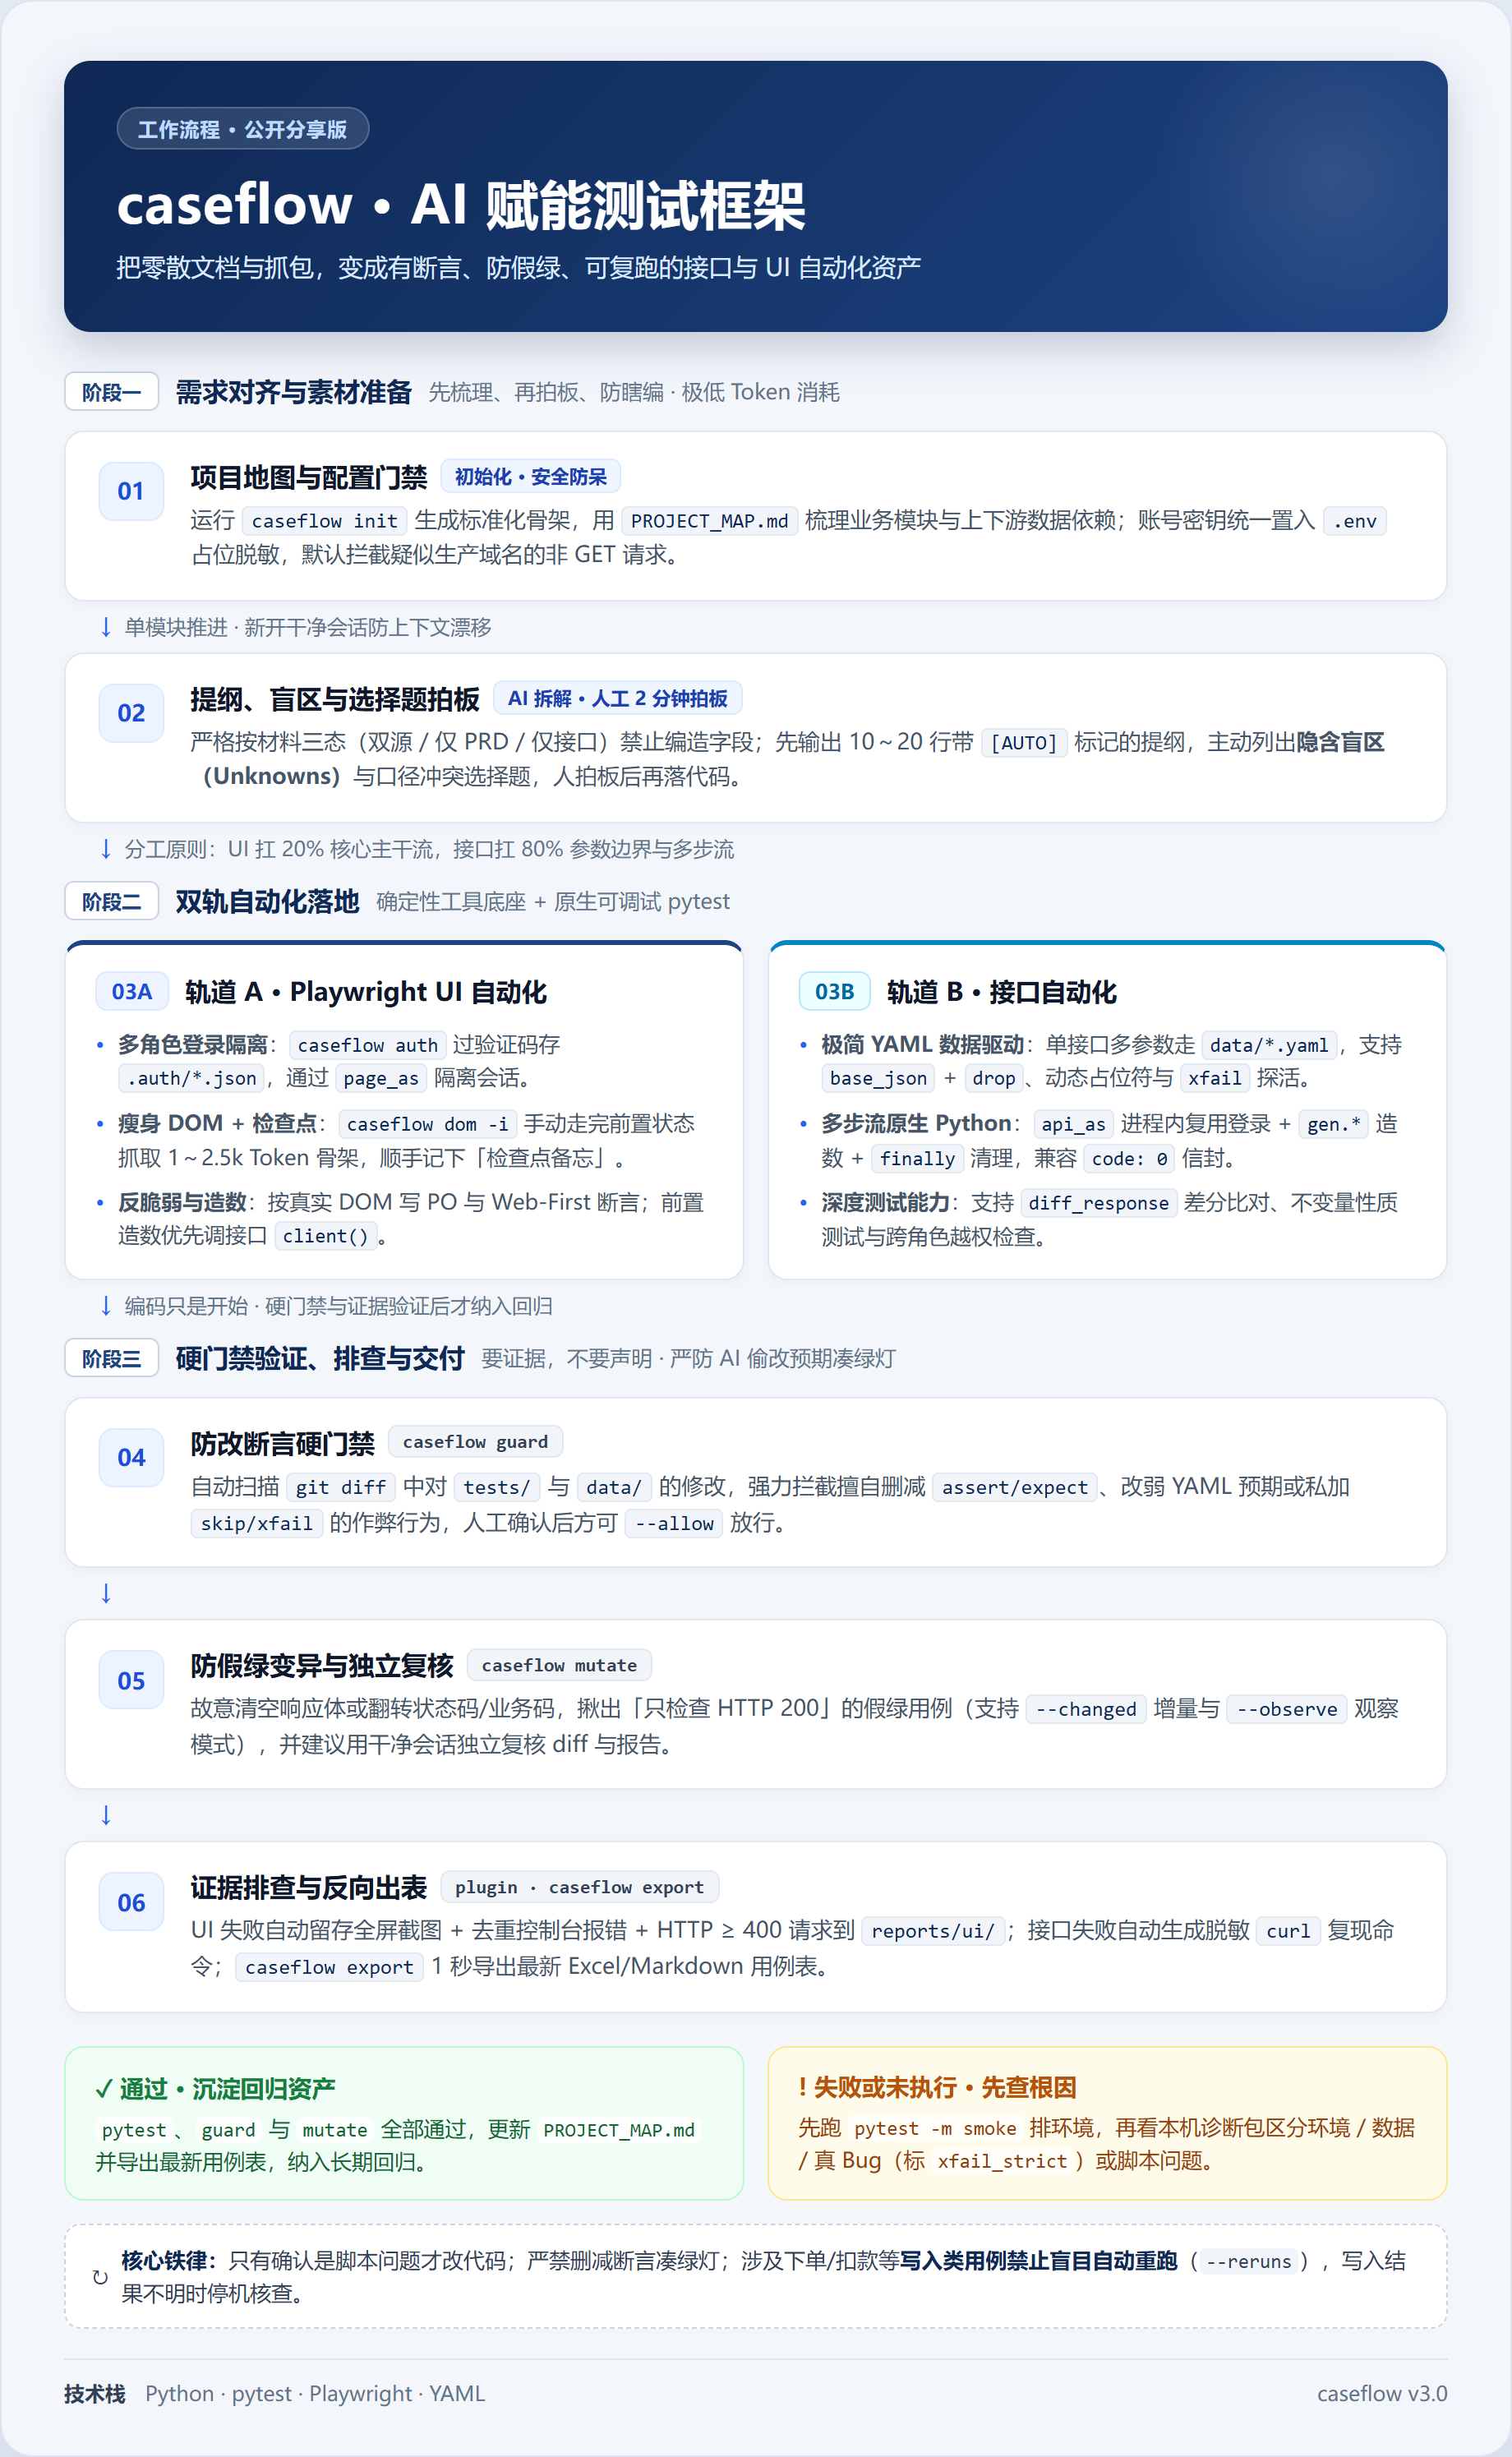 工作流程 • 公开分享版
caseflow • AI 赋能测试框架
把零散文档与抓包，变成有断言、防假绿、可复跑的接口与 UI 自动化资产
阶段一 需求对齐与素材准备 先梳理、再拍板、防瞎编 · 极低 Token 消耗
01 项目地图与配置门禁 初始化 • 安全防呆
运行 caseflow init 生成标准化骨架，用 PROJECT_MAP.md 梳理业务模块与上下游数据依赖；账号密钥统一置入 .env
占位脱敏，默认拦截疑似生产域名的非 GET 请求。
↓ 单模块推进 · 新开干净会话防上下文漂移
02 提纲、盲区与选择题拍板 AI 拆解 • 人工 2 分钟拍板
严格按材料三态（双源 / 仅 PRD / 仅接口）禁止编造字段；先输出 10～20 行带 [AUTO] 标记的提纲，主动列出隐含盲区
（Unknowns）与口径冲突选择题，人拍板后再落代码。
↓ 分工原则：UI 扛 20% 核心主干流，接口扛 80% 参数边界与多步流
阶段二 双轨自动化落地 确定性工具底座 + 原生可调试 pytest
03A 轨道 A • Playwright UI 自动化
• 多角色登录隔离：caseflow auth 过验证码存
.auth/*.json，通过 page_as 隔离会话。
• 瘦身 DOM + 检查点：caseflow dom -i 手动走完前置状态
抓取 1～2.5k Token 骨架，顺手记下「检查点备忘」。
• 反脆弱与造数：按真实 DOM 写 PO 与 Web-First 断言；前置
造数优先调接口 client()。
03B 轨道 B • 接口自动化
• 极简 YAML 数据驱动：单接口多参数走 data/*.yaml，支持
base_json + drop、动态占位符与 xfail 探活。
• 多步流原生 Python：api_as 进程内复用登录 + gen.* 造
数 + finally 清理，兼容 code: 0 信封。
• 深度测试能力：支持 diff_response 差分比对、不变量性质
测试与跨角色越权检查。
↓ 编码只是开始 · 硬门禁与证据验证后才纳入回归
阶段三 硬门禁验证、排查与交付 要证据，不要声明 · 严防 AI 偷改预期凑绿灯
04 防改断言硬门禁 caseflow guard
自动扫描 git diff 中对 tests/ 与 data/ 的修改，强力拦截擅自删减 assert/expect、改弱 YAML 预期或私加
skip/xfail 的作弊行为，人工确认后方可 --allow 放行。
↓
05 防假绿变异与独立复核 caseflow mutate
故意清空响应体或翻转状态码/业务码，揪出「只检查 HTTP 200」的假绿用例（支持 --changed 增量与 --observe 观察
模式），并建议用干净会话独立复核 diff 与报告。
↓
06 证据排查与反向出表 plugin · caseflow export
UI 失败自动留存全屏截图 + 去重控制台报错 + HTTP ≥ 400 请求到 reports/ui/；接口失败自动生成脱敏 curl 复现命
令；caseflow export 1 秒导出最新 Excel/Markdown 用例表。
✓ 通过 • 沉淀回归资产
pytest、guard 与 mutate 全部通过，更新 PROJECT_MAP.md
并导出最新用例表，纳入长期回归。
! 失败或未执行 • 先查根因
先跑 pytest -m smoke 排环境，再看本机诊断包区分环境 / 数据
/ 真 Bug（标 xfail_strict）或脚本问题。
↻ 核心铁律：只有确认是脚本问题才改代码；严禁删减断言凑绿灯；涉及下单/扣款等写入类用例禁止盲目自动重跑（--reruns），写入结
果不明时停机核查。
技术栈 Python · pytest · Playwright · YAML
caseflow v3.0